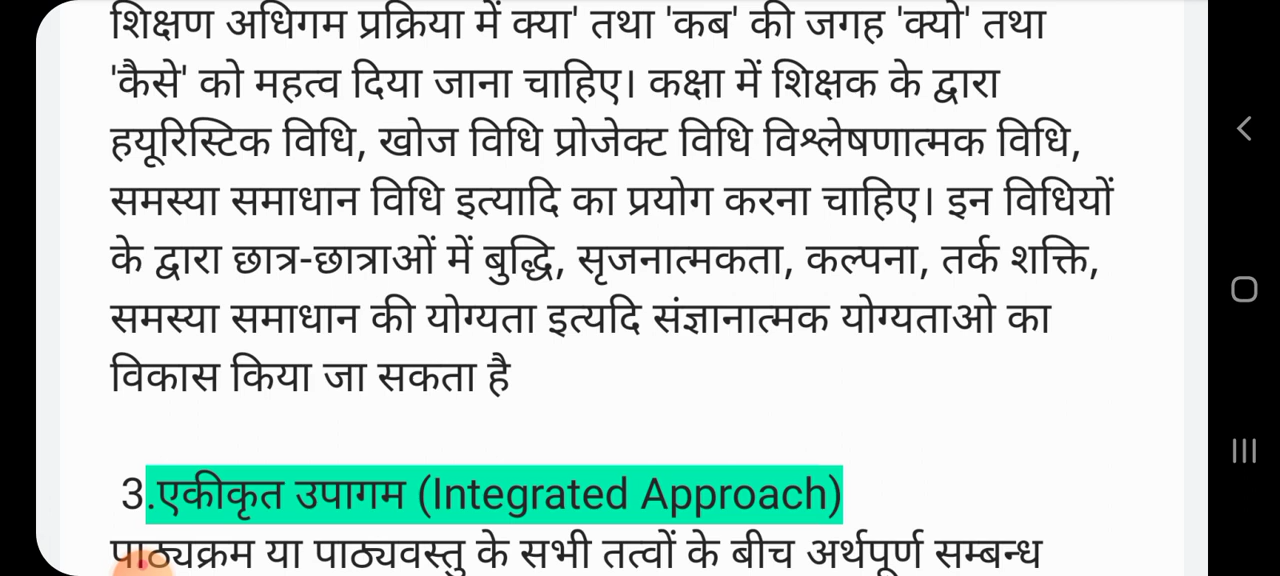 शिक्षण अधिगम प्रक्रिया में क्या' तथा 'कब' की जगह 'क्यो' तथा
'कैसे' को महत्व दिया जाना चाहिए। कक्षा में शिक्षक के द्वारा
हयूरिस्टिक विधि, खोज विधि प्रोजेक्ट विधि विश्लेषणात्मक विधि,
समस्या समाधान विधि इत्यादि का प्रयोग करना चाहिए। इन विधियों
के द्वारा छात्र-छात्राओं में बुद्धि, सृजनात्मकता, कल्पना, तर्क शक्ति,
समस्या समाधान की योग्यता इत्यदि संज्ञानात्मक योग्यताओ का
विकास किया जा सकता है
3.एकीकृत उपागम (Integrated Approach)
पाठ्यक्रम या पाठ्यवस्तु के सभी तत्वों के बीच अर्थपूर्ण सम्बन्ध